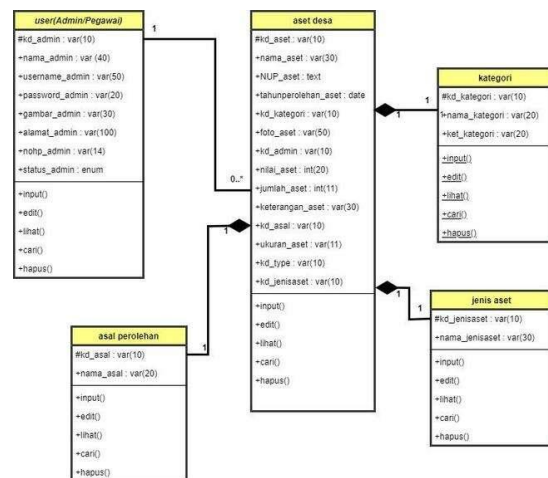 user(Admin/Pegawai)
#kd_admin : var(10)
+nama_admin : var (40)
+username_admin : var(50)
+password_admin : var(20)
+gambar_admin : var(30)
+alamat_admin : var(100)
+nohp_admin : var(14)
+status_admin : enum
+input()
+edit()
+lihat()
+cari()
+hapus()
1
0..*
aset desa
#kd_aset : var(10)
+nama_aset : var(30)
+NUP_aset : text
+tahunperolehan_aset : date
+kd_kategori : var(10)
+foto_aset : var(50)
+kd_admin : var(10)
+nilai_aset : int(20)
+jumlah_aset : int(11)
+keterangan_aset : var(30)
+kd_asal : var(10)
+ukuran_aset : var(11)
+kd_type : var(10)
+kd_jenisaset : var(10)
+input()
+edit()
+lihat()
+cari()
+hapus()
1
1
1
kategori
#kd_kategori : var(10)
+nama_kategori : var(20)
+ket_kategori : var(20)
+input()
+edit()
+lihat()
+cari()
+hapus()
1
1
asal perolehan
#kd_asal : var(10)
+nama_asal : var(20)
+input()
+edit()
+lihat()
+cari()
+hapus()
1
jenis aset
#kd_jenisaset : var(10)
+nama_jenisaset : var(30)
+input()
+edit()
+lihat()
+cari()
+hapus()
1